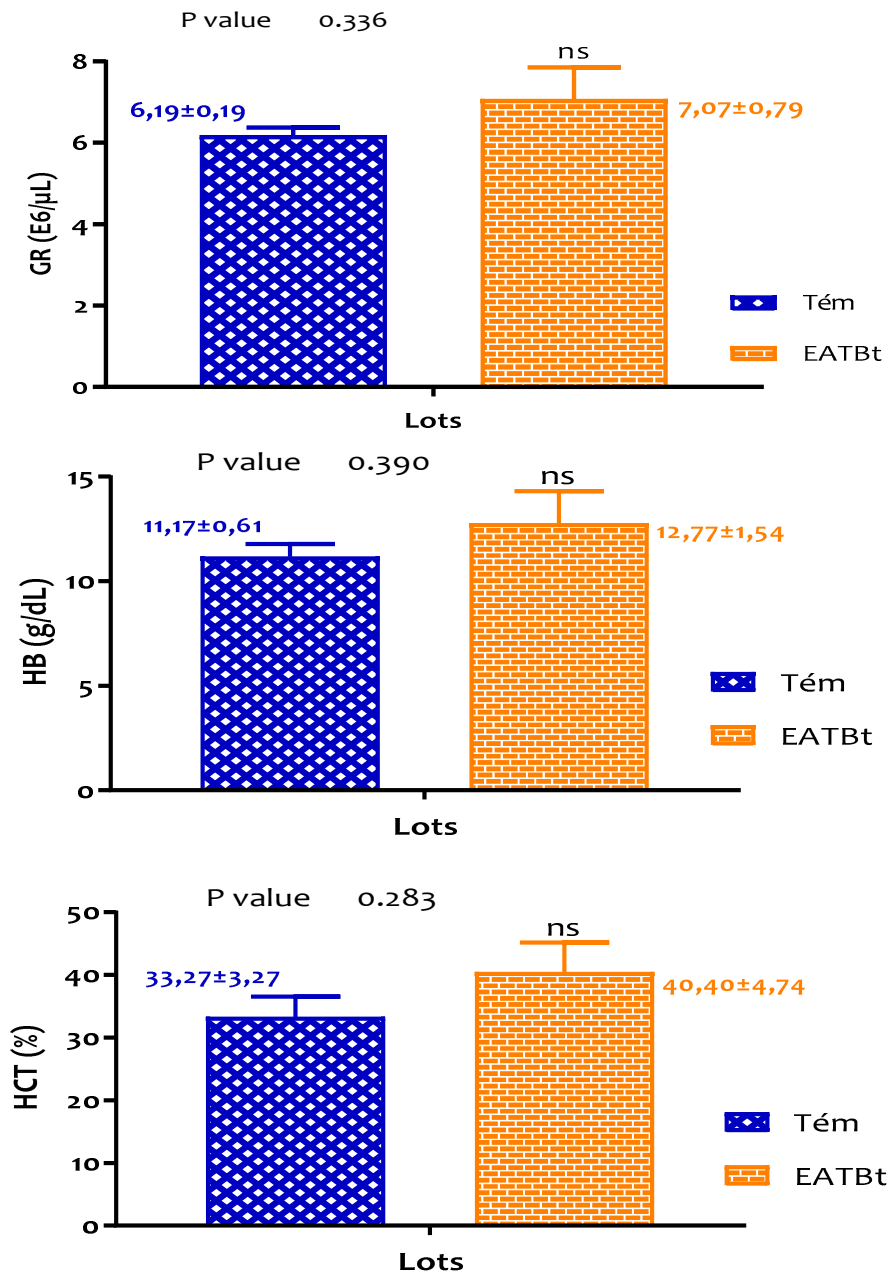 P value 0.336
ns
8
6,19±0,19
7,07±0,79
6
GR (E6/µL)
4
2
Tém
EATBt
0
Lots
P value 0.390
ns
15
11,17±0,61
12,77±1,54
10
HB (g/dL)
5
Tém
EATBt
0
Lots
P value 0.283
ns
50
40
33,27±3,27
40,40±4,74
30
HCT (%)
20
10
Tém
EATBt
0
Lots